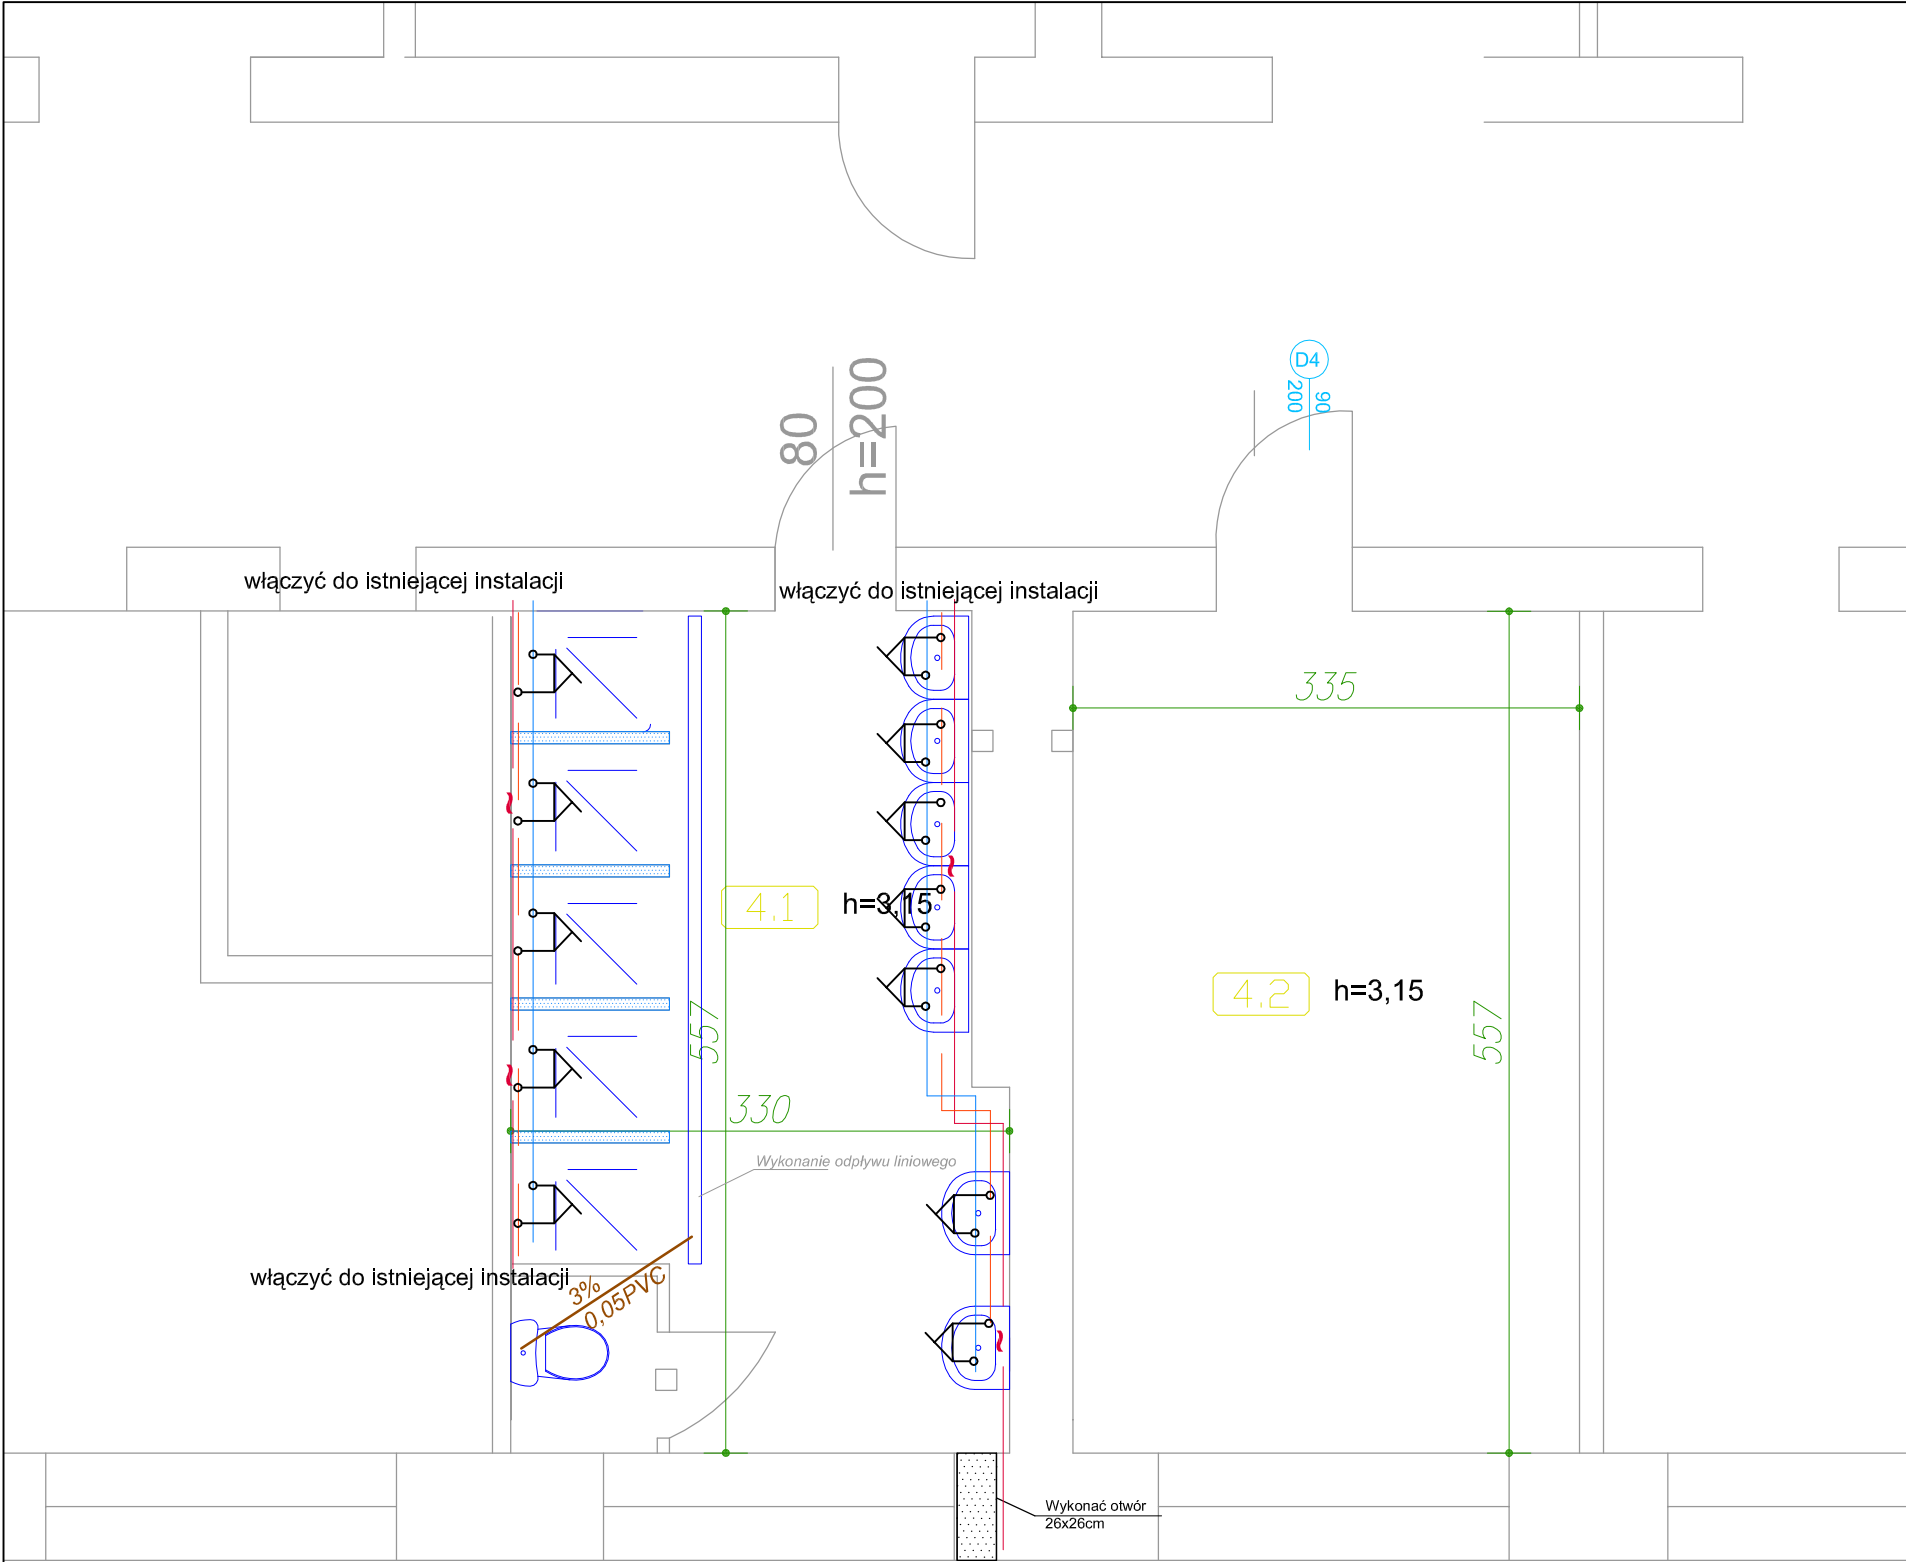 D4
90
200
80
h=200
włączyć do istniejącej instalacji
włączyć do istniejącej instalacji
335
4.1
h=3,15
4.2
h=3,15
557
557
330
Wykonanie odpływu liniowego
włączyć do istniejącej instalacji
3%
0,05PVC
Wykonać otwór
26x26cm